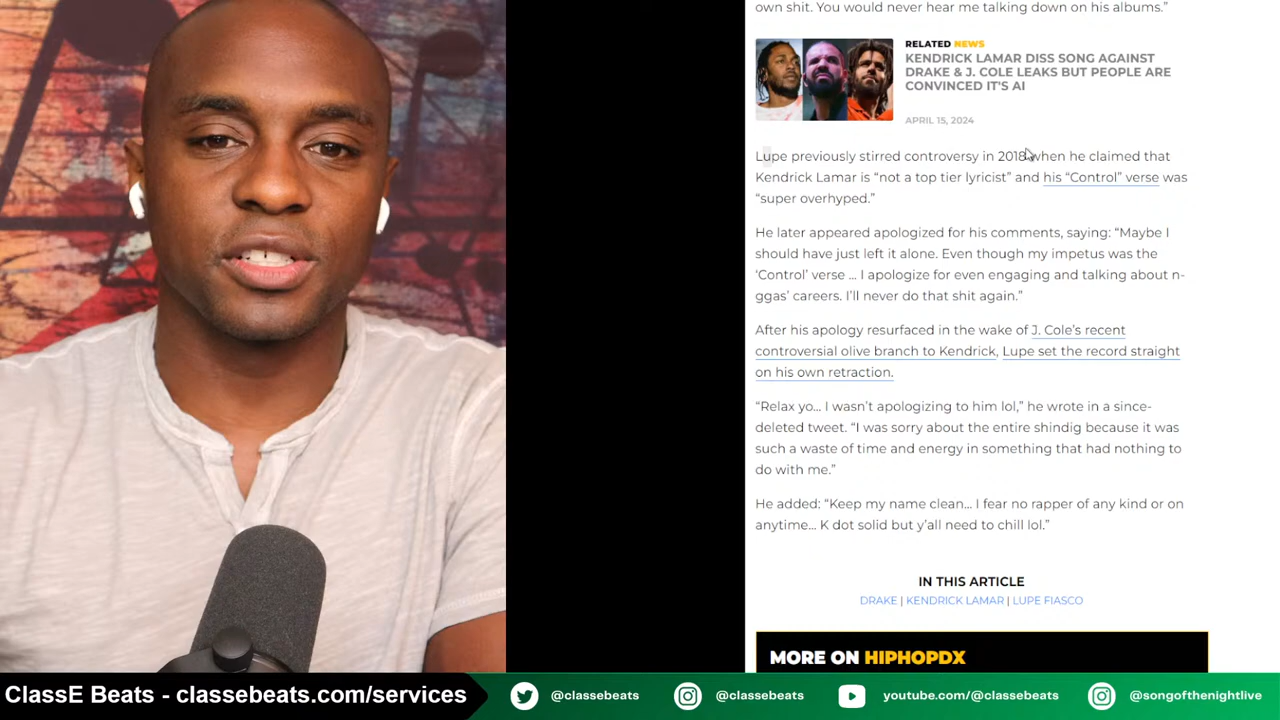 own shit. You would never hear me talking down on his albums.”
RELATED NEWS
KENDRICK LAMAR DISS SONG AGAINST
DRAKE & J. COLE LEAKS BUT PEOPLE ARE
CONVINCED IT'S AI
APRIL 15, 2024
Lupe previously stirred controversy in 2018 when he claimed that
Kendrick Lamar is “not a top tier lyricist” and his “Control” verse was
“super overhyped.”
He later appeared apologized for his comments, saying: “Maybe I
should have just left it alone. Even though my impetus was the
‘Control’ verse … I apologize for even engaging and talking about n-
ggas’ careers. I’ll never do that shit again.”
After his apology resurfaced in the wake of J. Cole’s recent
controversial olive branch to Kendrick, Lupe set the record straight
on his own retraction.
“Relax yo… I wasn’t apologizing to him lol,” he wrote in a since-
deleted tweet. “I was sorry about the entire shindig because it was
such a waste of time and energy in something that had nothing to
do with me.”
He added: “Keep my name clean… I fear no rapper of any kind or on
anytime… K dot solid but y’all need to chill lol.”
IN THIS ARTICLE
DRAKE | KENDRICK LAMAR | LUPE FIASCO
MORE ON HIPHOPDX
ClassE Beats - classebeats.com/services
@classebeats
@classebeats
youtube.com/@classebeats
@songofthenightlive